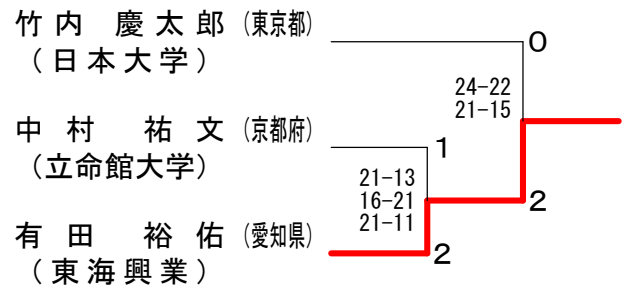 竹内 慶太郎 (東京都)
(日本大学)
0
24-22
21-15
中村 祐文 (京都府)
(立命館大学)
1
21-13
16-21
21-11
2
有田 裕佑 (愛知県)
(東海興業)
2